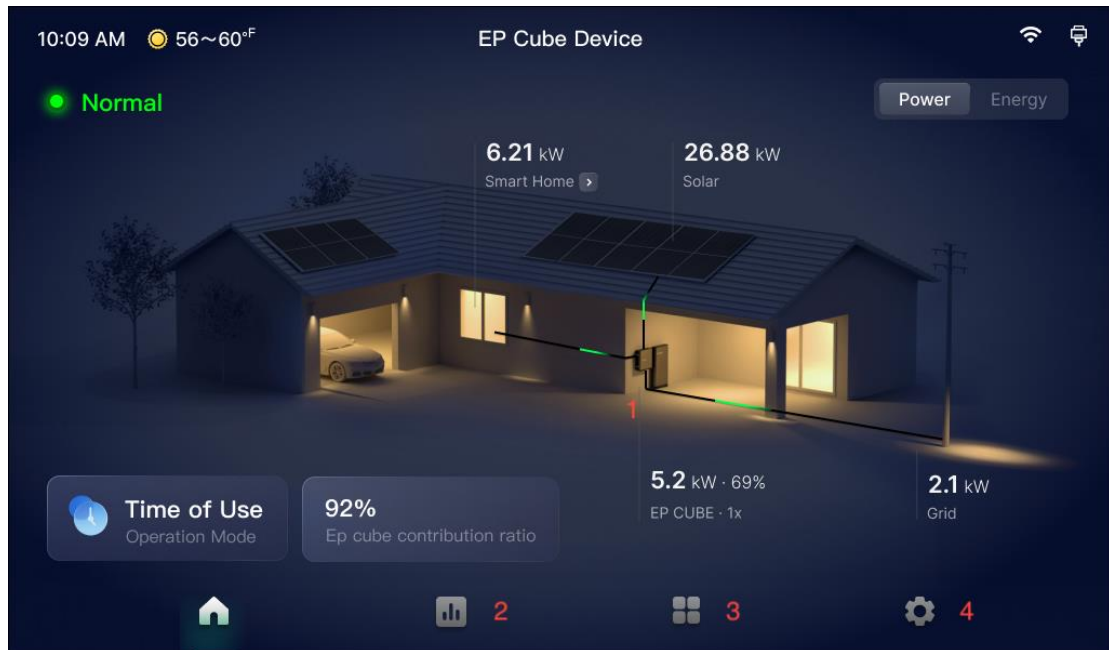 10:09 AM 56~60°F EP Cube Device
Normal
Power Energy
6.21 kW 26.88 kW
Smart Home > Solar
1
5.2 kW · 69%
EP CUBE · 1x
2.1 kW
Grid
Time of Use
Operation Mode
92%
Ep cube contribution ratio
2 3 4